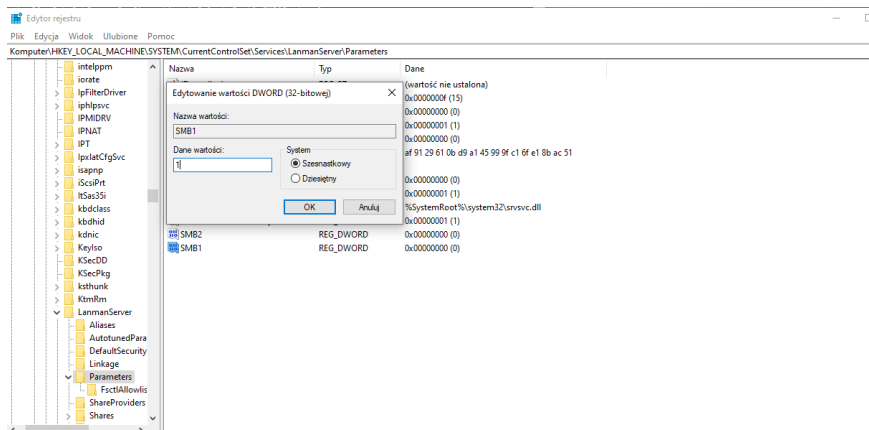 Edytor rejestru
Plik Edycja Widok Ulubione Pomoc
Komputer\HKEY_LOCAL_MACHINE\SYSTEM\CurrentControlSet\Services\LanmanServer\Parameters
intelppm
iorate
IpFilterDriver
iphlpsvc
IPMIDRV
IPNAT
IPT
IpxlatCfgSvc
isapnp
iScsiPrt
ItSas35i
kbdclass
kbdhid
kdnic
KeyIso
KSecDD
KSecPkg
ksthunk
KtmRm
LanmanServer
Aliases
AutotunedPara
DefaultSecurity
Linkage
Parameters
FsctlAllowlis
ShareProviders
Shares
Nazwa Typ Dane
(wartość nie ustalona)
0x0000000f (15)
0x00000000 (0)
0x00000001 (1)
0x00000000 (0)
af 91 29 61 0b d9 a1 45 99 9f c1 6f e1 8b ac 51
0x00000000 (0)
0x00000001 (1)
%SystemRoot%\system32\srvsvc.dll
0x00000001 (1)
SMB2 REG_DWORD 0x00000000 (0)
SMB1 REG_DWORD 0x00000000 (0)
Edytowanie wartości DWORD (32-bitowej)
Nazwa wartości:
SMB1
Dane wartości:
1
System
Szesnastkowy
Dziesiętny
OK Anuluj